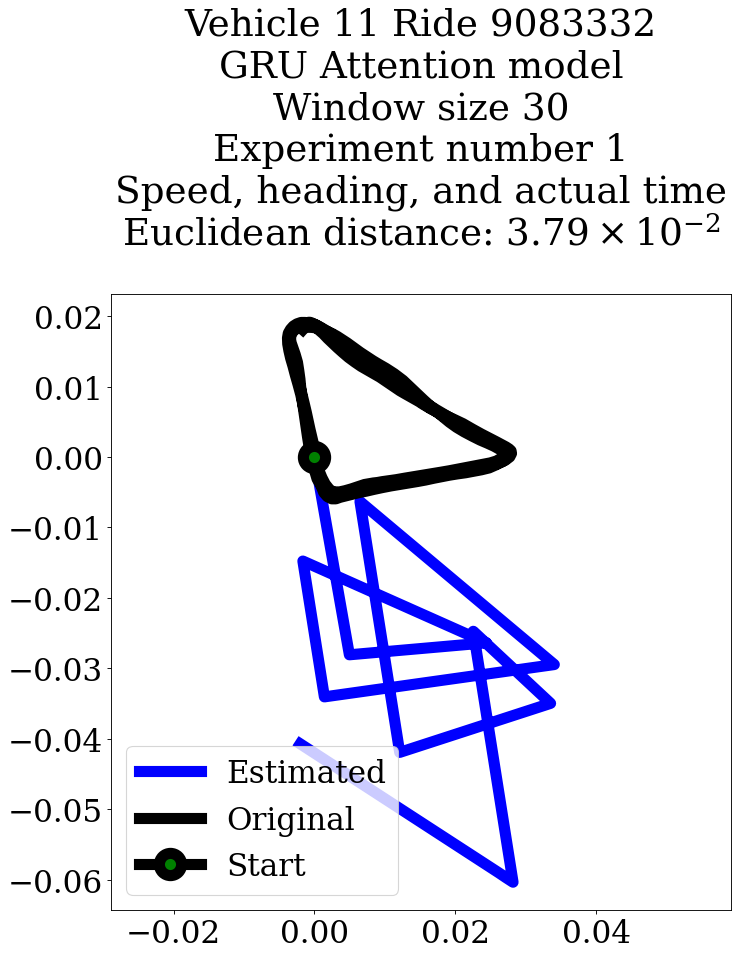 Vehicle 11 Ride 9083332
GRU Attention model
Window size 30
Experiment number 1
Speed, heading, and actual time
Euclidean distance: 3.79 × 10⁻²
0.02
0.01
0.00
−0.01
−0.02
−0.03
−0.04
−0.05
−0.06
Estimated
Original
Start
−0.02 0.00 0.02 0.04